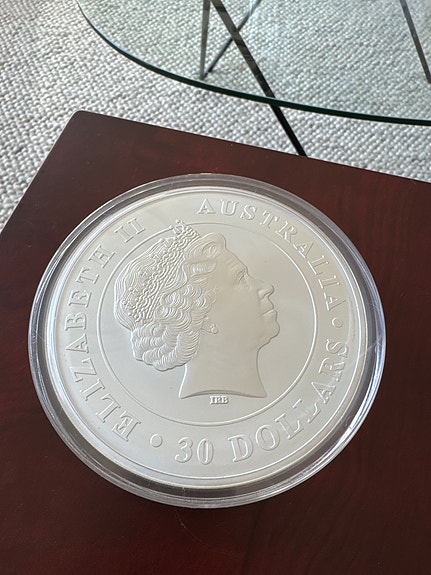 ELIZABETH II AUSTRALIA • 30 DOLLARS •
IRB